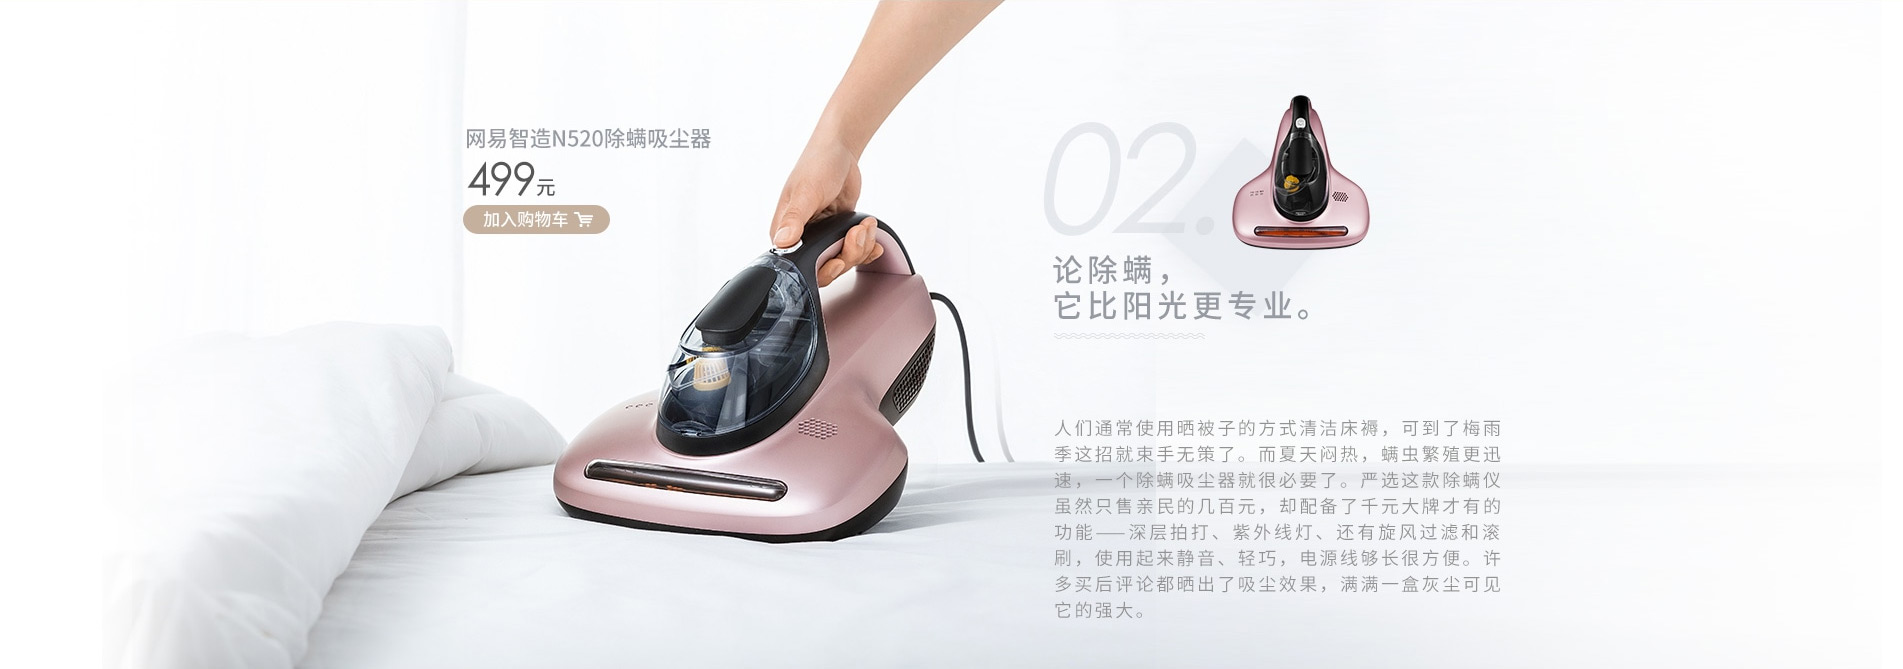 网易智造N520除螨吸尘器
499元
加入购物车
02.
论除螨，
它比阳光更专业。
人们通常使用晒被子的方式清洁床褥，可到了梅雨
季这招就束手无策了。而夏天闷热，螨虫繁殖更迅
速，一个除螨吸尘器就很必要了。严选这款除螨仪
虽然只售亲民的几百元，却配备了千元大牌才有的
功能——深层拍打、紫外线灯、还有旋风过滤和滚
刷，使用起来静音、轻巧，电源线够长很方便。许
多买后评论都晒出了吸尘效果，满满一盒灰尘可见
它的强大。